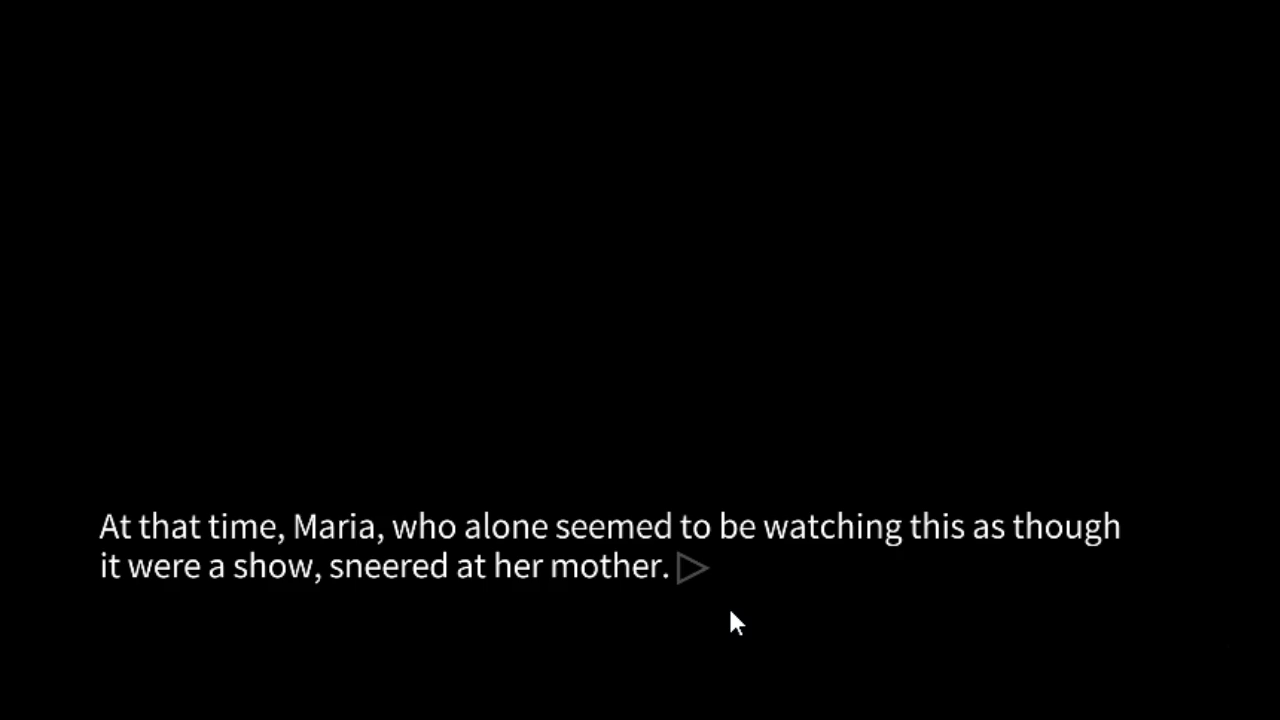 At that time, Maria, who alone seemed to be watching this as though
it were a show, sneered at her mother.